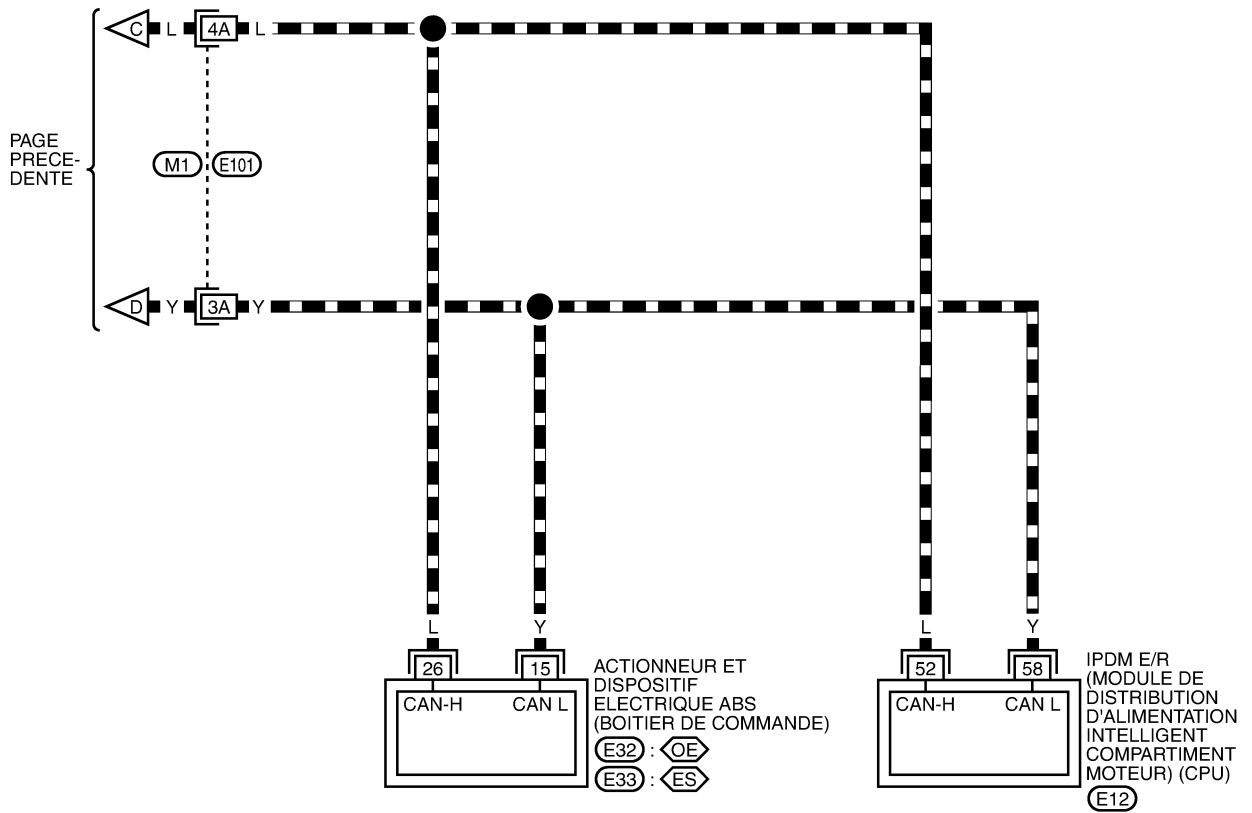 C L 4A L
PAGE
PRECE-
DENTE
M1 E101
D Y 3A Y
L Y L Y
26 15 52 58
CAN-H CAN L
ACTIONNEUR ET
DISPOSITIF
ELECTRIQUE ABS
(BOITIER DE COMMANDE)
E32 : OE
E33 : ES
CAN-H CAN L
IPDM E/R
(MODULE DE
DISTRIBUTION
D'ALIMENTATION
INTELLIGENT
COMPARTIMENT
MOTEUR) (CPU)
E12